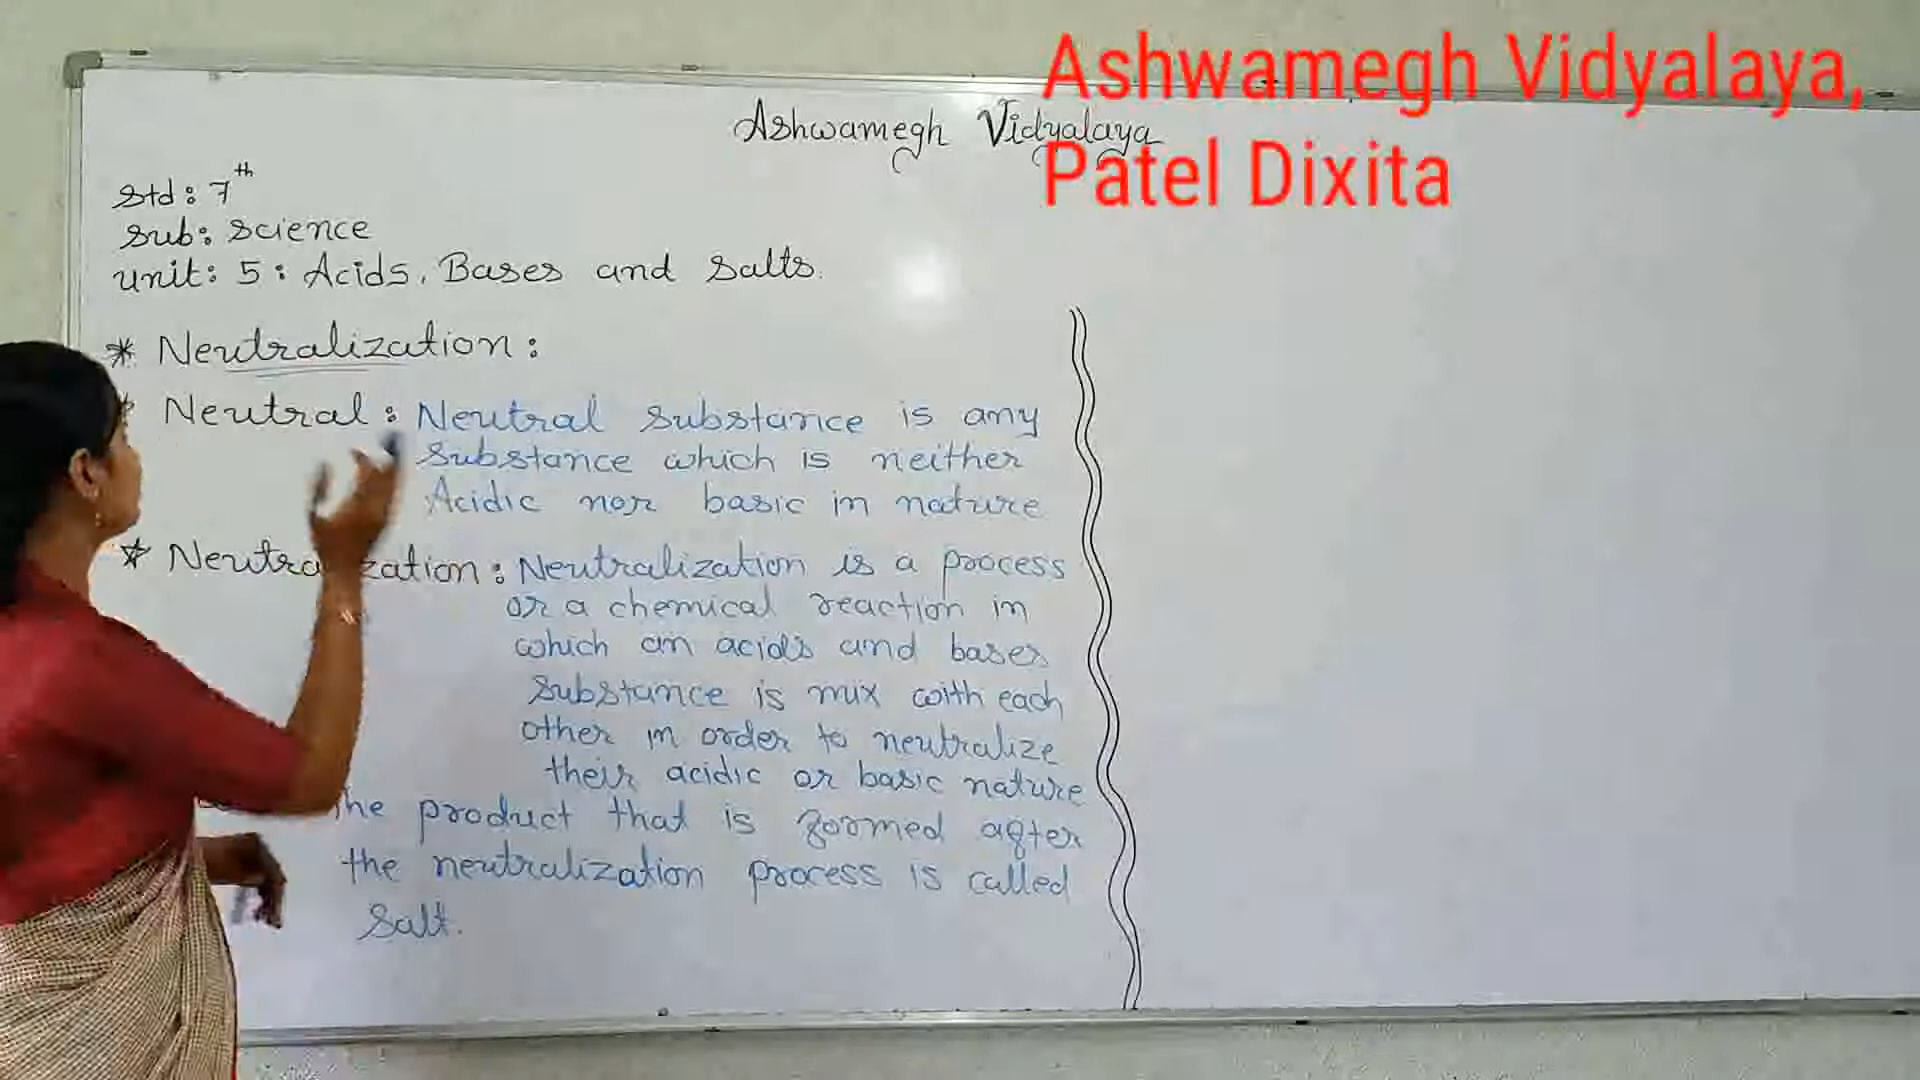 Ashwamegh Vidyalaya,
Patel Dixita
Ashwamegh Vidyalaya
Std: 7th
Sub: Science
Unit: 5: Acids, Bases and Salts.
* Neutralization:
* Neutral: Neutral substance is any
substance which is neither
Acidic nor basic in nature
* Neutra zation: Neutralization is a process
or a chemical reaction in
which an acids and bases
substance is mix with each
other in order to neutralize
their acidic or basic nature
The product that is formed after
the neutralization process is called
Salt.